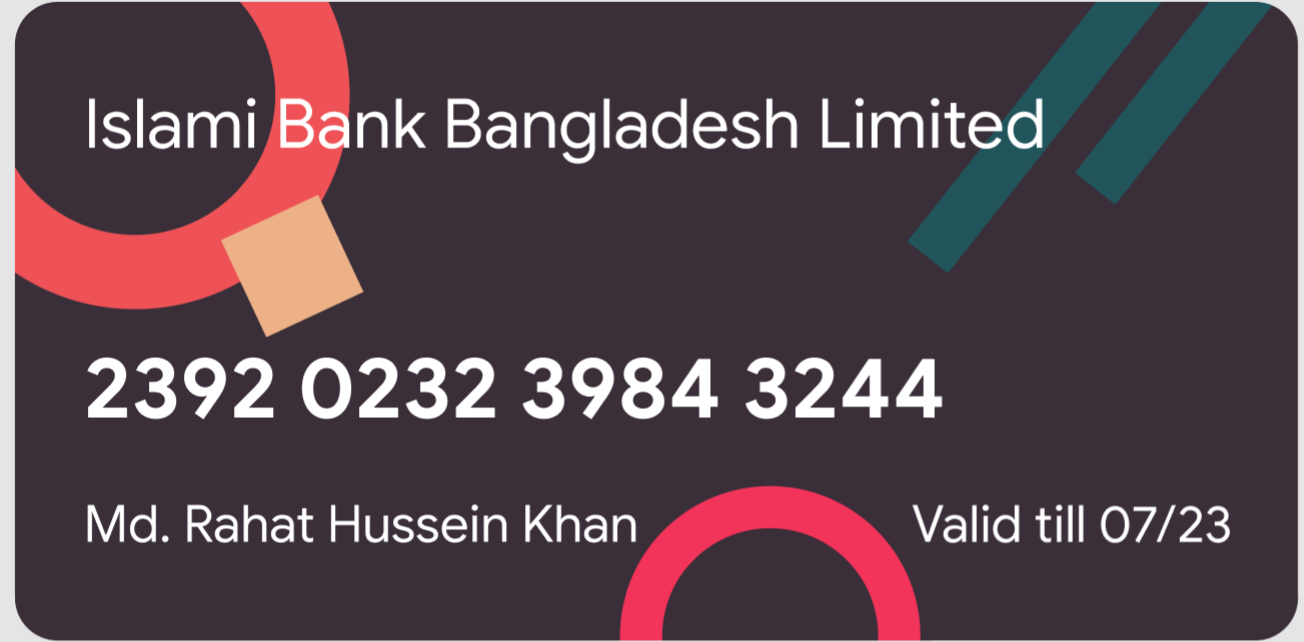 Islami Bank Bangladesh Limited
2392 0232 3984 3244
Md. Rahat Hussein Khan
Valid till 07/23